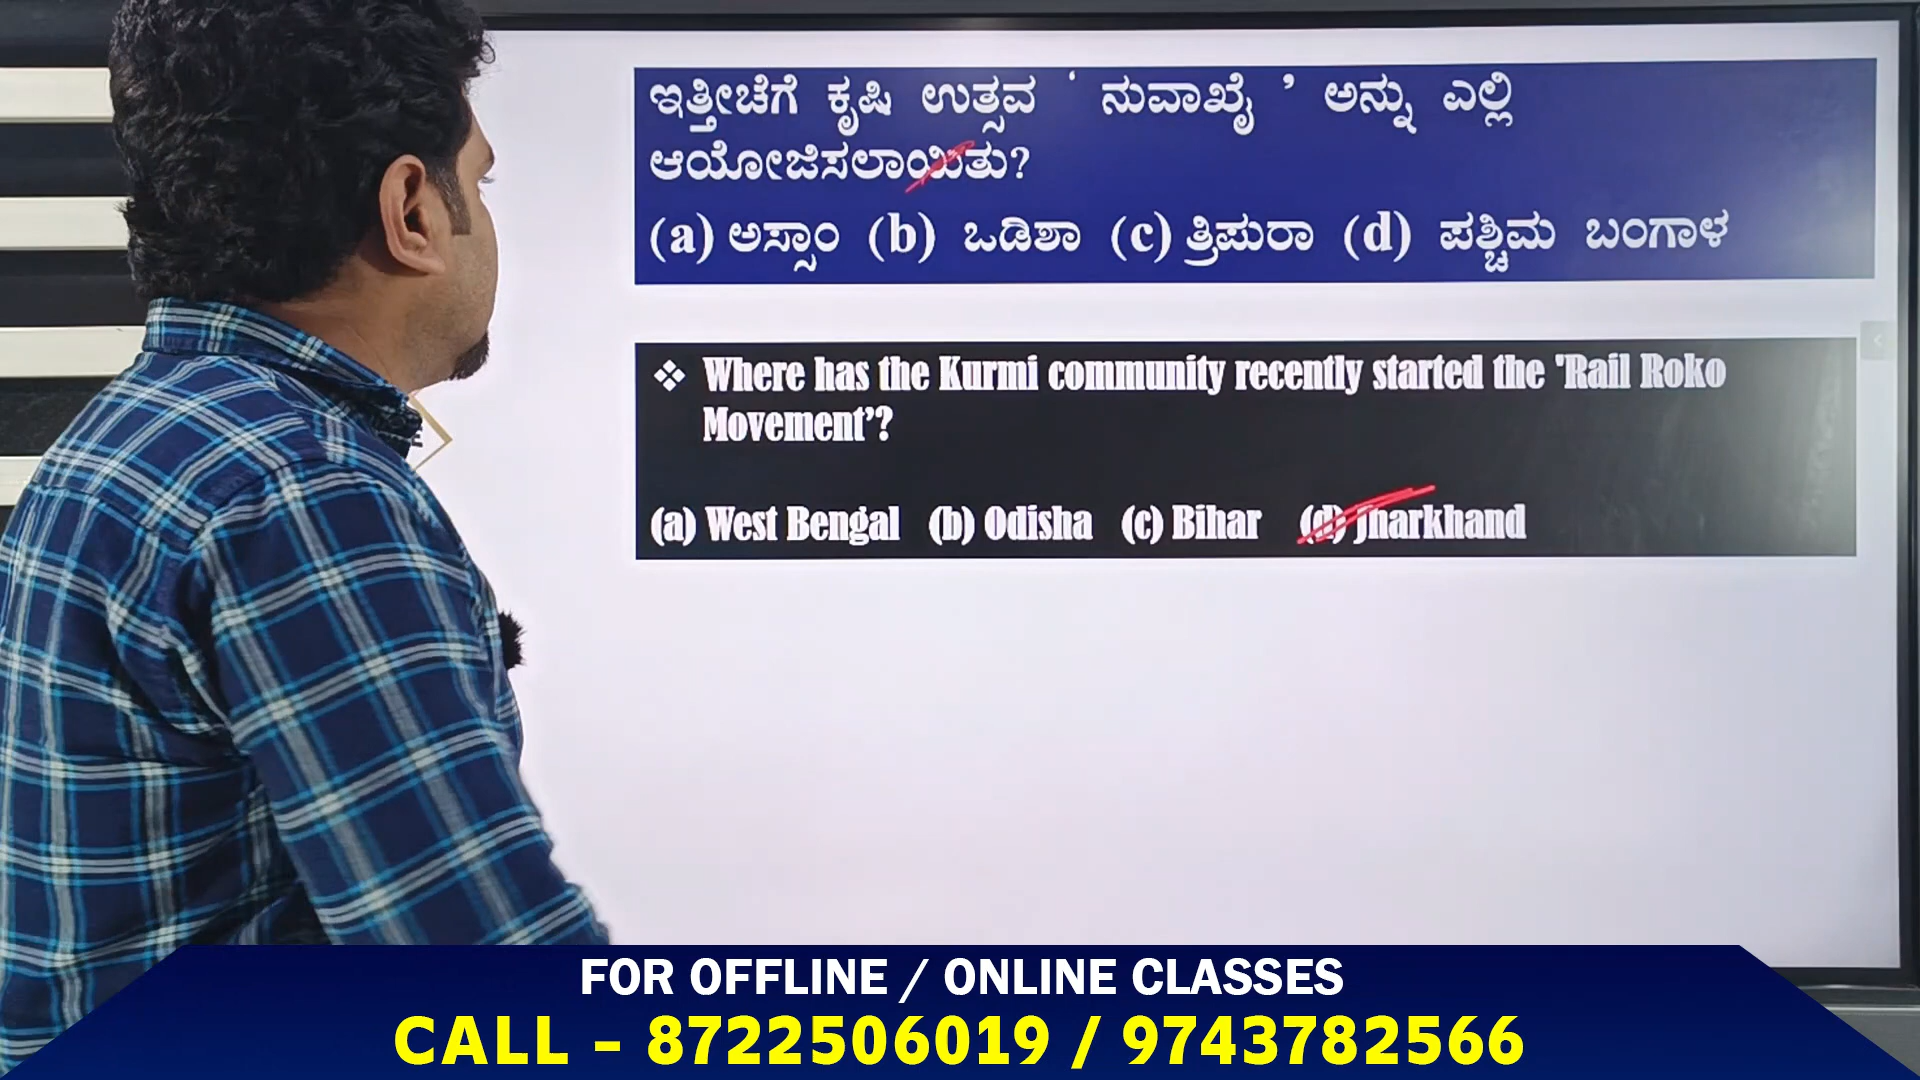 ಇತ್ತೀಚೆಗೆ ಕೃಷಿ ಉತ್ಸವ ‘ ನುವಾಖೈ ’ ಅನ್ನು ಎಲ್ಲಿ
ಆಯೋಜಿಸಲಾಯಿತು?
(a) ಅಸ್ಸಾಂ (b) ಒಡಿಶಾ (c) ತ್ರಿಪುರಾ (d) ಪಶ್ಚಿಮ ಬಂಗಾಳ
❖ Where has the Kurmi community recently started the 'Rail Roko
Movement’?
(a) West Bengal (b) Odisha (c) Bihar (d) Jharkhand
FOR OFFLINE / ONLINE CLASSES
CALL – 8722506019 / 9743782566